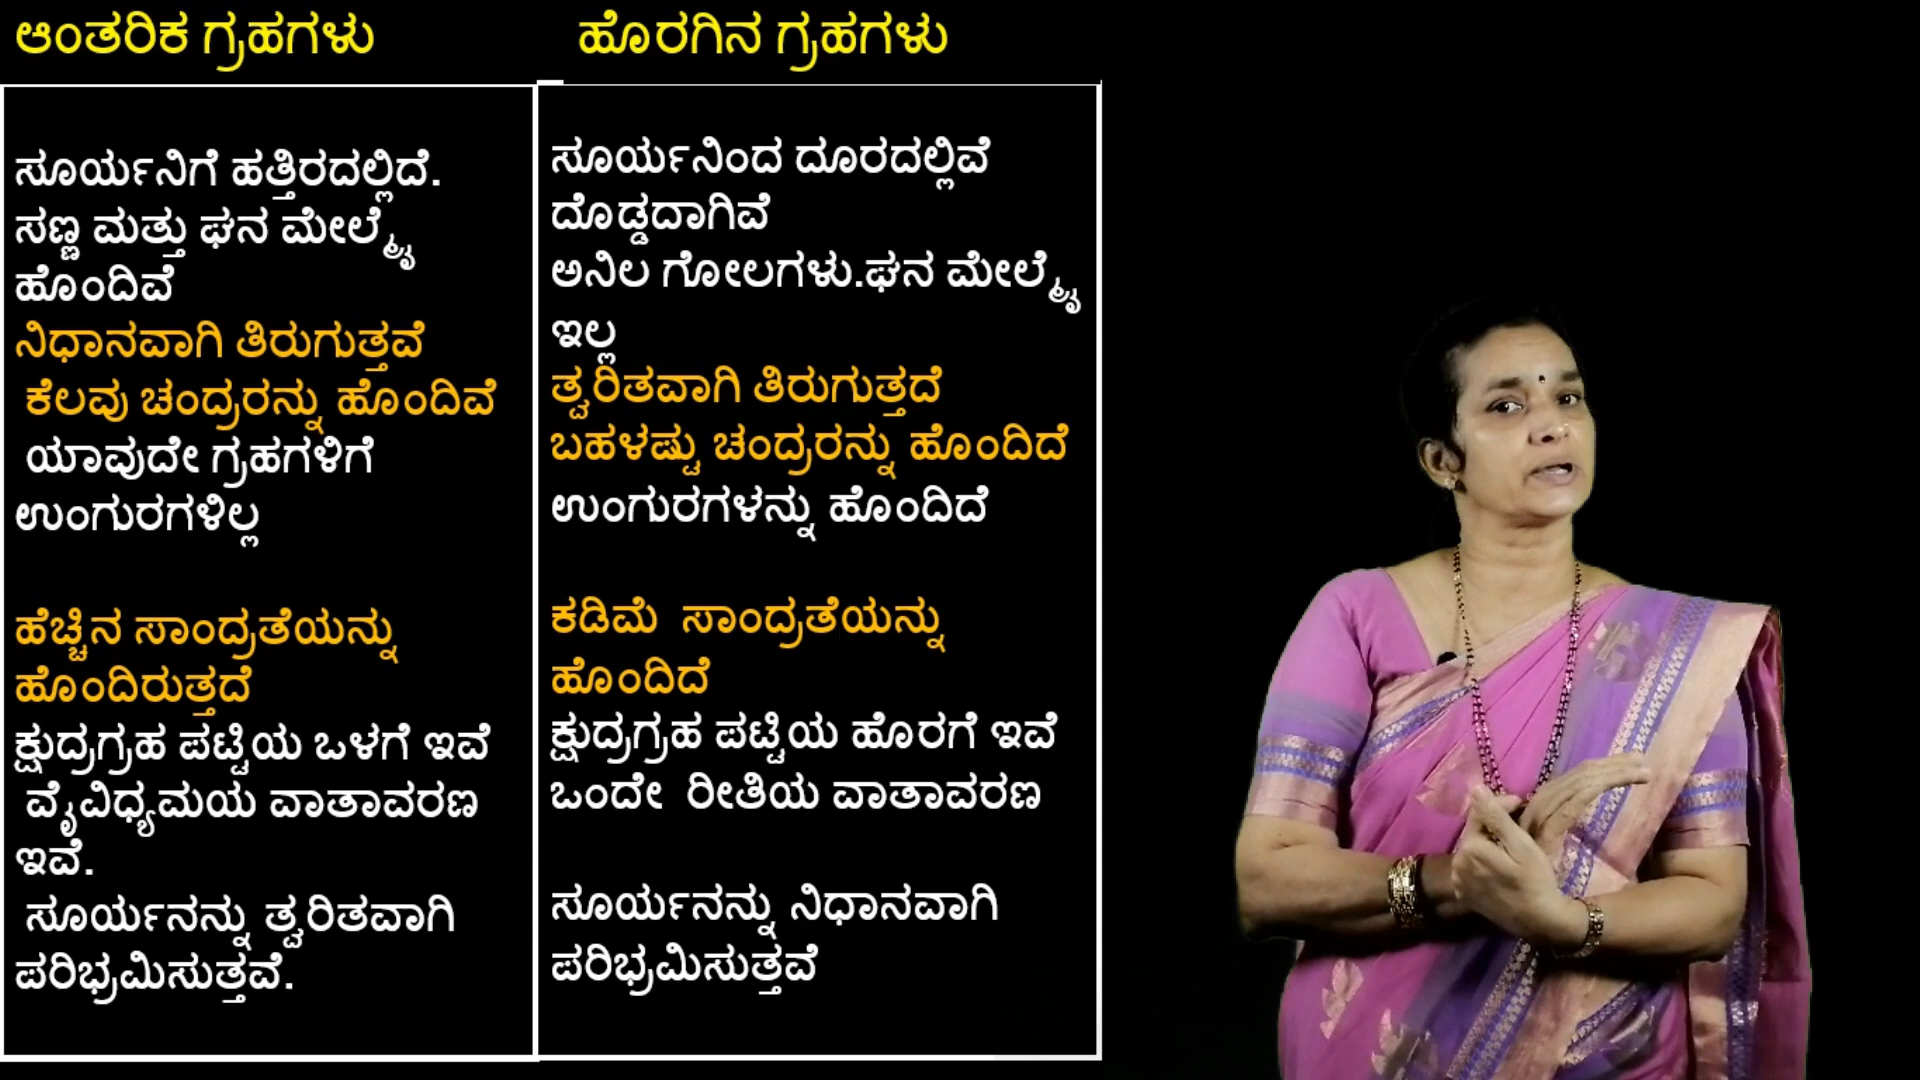 ಆಂತರಿಕ ಗ್ರಹಗಳು
ಸೂರ್ಯನಿಗೆ ಹತ್ತಿರದಲ್ಲಿದೆ.
ಸಣ್ಣ ಮತ್ತು ಘನ ಮೇಲ್ಮೈ
ಹೊಂದಿವೆ
ನಿಧಾನವಾಗಿ ತಿರುಗುತ್ತವೆ
ಕೆಲವು ಚಂದ್ರರನ್ನು ಹೊಂದಿವೆ
ಯಾವುದೇ ಗ್ರಹಗಳಿಗೆ
ಉಂಗುರಗಳಿಲ್ಲ
ಹೆಚ್ಚಿನ ಸಾಂದ್ರತೆಯನ್ನು
ಹೊಂದಿರುತ್ತದೆ
ಕ್ಷುದ್ರಗ್ರಹ ಪಟ್ಟಿಯ ಒಳಗೆ ಇವೆ
ವೈವಿಧ್ಯಮಯ ವಾತಾವರಣ
ಇವೆ.
ಸೂರ್ಯನನ್ನು ತ್ವರಿತವಾಗಿ
ಪರಿಭ್ರಮಿಸುತ್ತವೆ.
ಹೊರಗಿನ ಗ್ರಹಗಳು
ಸೂರ್ಯನಿಂದ ದೂರದಲ್ಲಿವೆ
ದೊಡ್ಡದಾಗಿವೆ
ಅನಿಲ ಗೋಲಗಳು.ಘನ ಮೇಲ್ಮೈ
ಇಲ್ಲ
ತ್ವರಿತವಾಗಿ ತಿರುಗುತ್ತದೆ
ಬಹಳಷ್ಟು ಚಂದ್ರರನ್ನು ಹೊಂದಿದೆ
ಉಂಗುರಗಳನ್ನು ಹೊಂದಿದೆ
ಕಡಿಮೆ ಸಾಂದ್ರತೆಯನ್ನು
ಹೊಂದಿದೆ
ಕ್ಷುದ್ರಗ್ರಹ ಪಟ್ಟಿಯ ಹೊರಗೆ ಇವೆ
ಒಂದೇ ರೀತಿಯ ವಾತಾವರಣ
ಸೂರ್ಯನನ್ನು ನಿಧಾನವಾಗಿ
ಪರಿಭ್ರಮಿಸುತ್ತವೆ